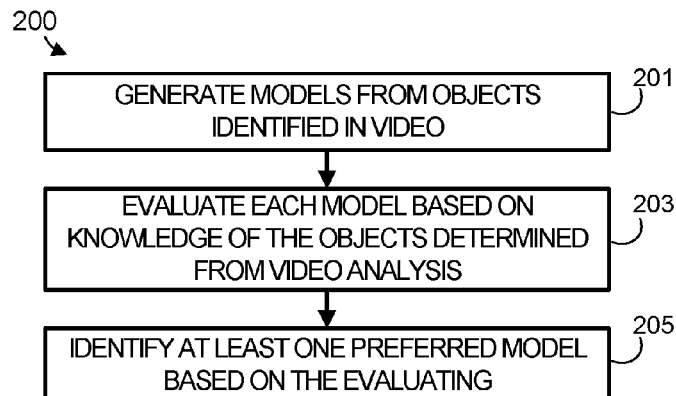 200
GENERATE MODELS FROM OBJECTS
IDENTIFIED IN VIDEO
201
EVALUATE EACH MODEL BASED ON
KNOWLEDGE OF THE OBJECTS DETERMINED
FROM VIDEO ANALYSIS
203
IDENTIFY AT LEAST ONE PREFERRED MODEL
BASED ON THE EVALUATING
205